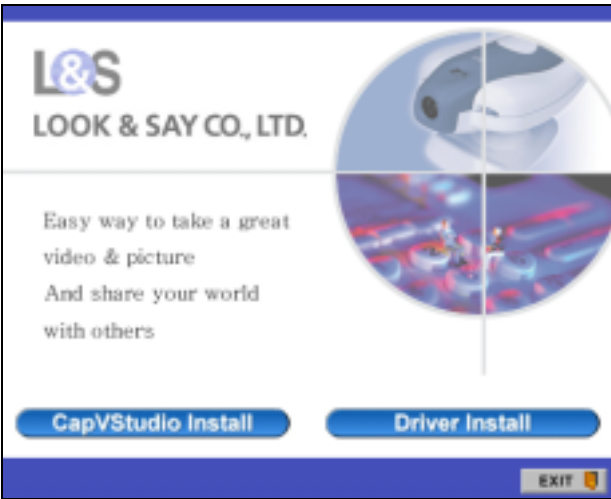 L&S
LOOK & SAY CO., LTD.
Easy way to take a great
video & picture
And share your world
with others
CapVStudio Install
Driver Install
EXIT